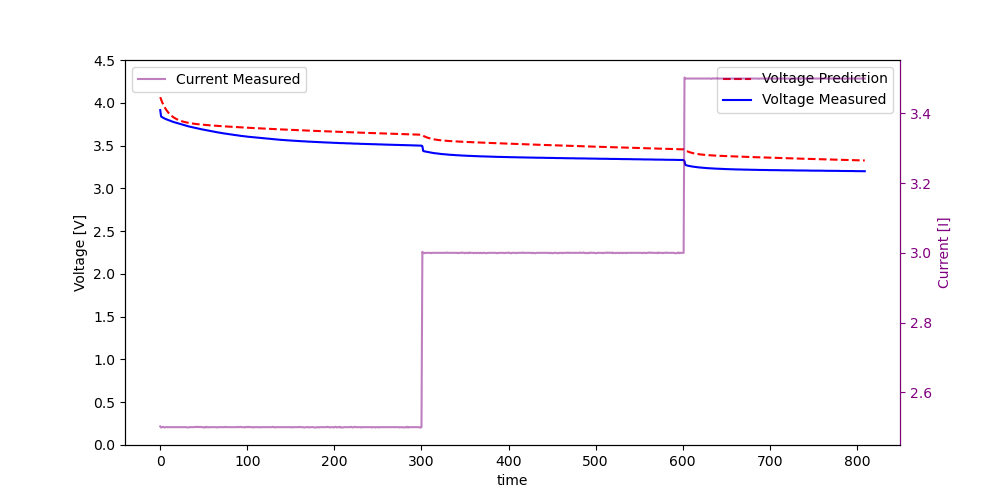 Current Measured
Voltage Prediction
Voltage Measured
Voltage [V]
4.5
4.0
3.5
3.0
2.5
2.0
1.5
1.0
0.5
0.0
0 100 200 300 400 500 600 700 800
time
3.4
3.2
3.0
2.8
2.6
Current [I]